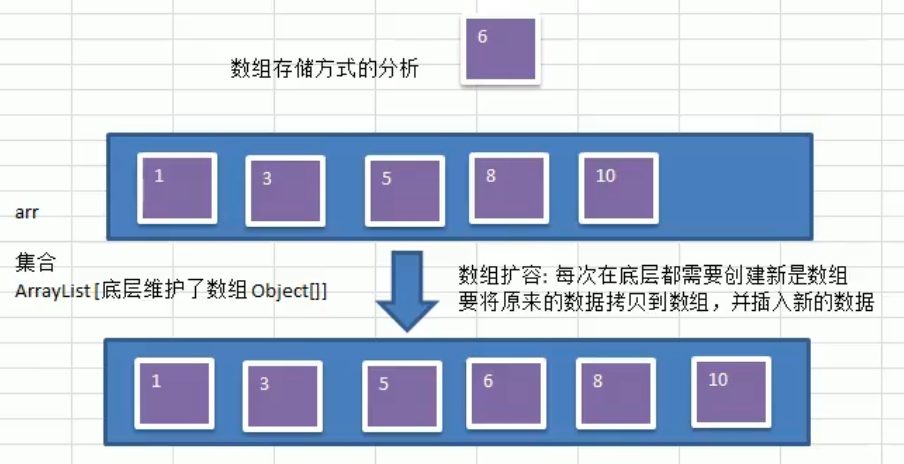 6
数组存储方式的分析
1 3 5 8 10
arr
集合
ArrayList [底层维护了数组 Object[]]
数组扩容: 每次在底层都需要创建新是数组
要将原来的数据拷贝到数组，并插入新的数据
1 3 5 6 8 10